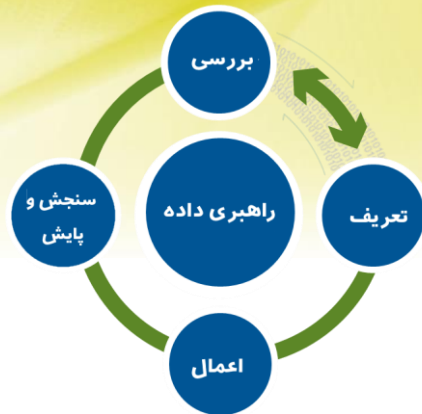 بررسی
تعریف
راهبری داده
سنجش و
پایش
اعمال